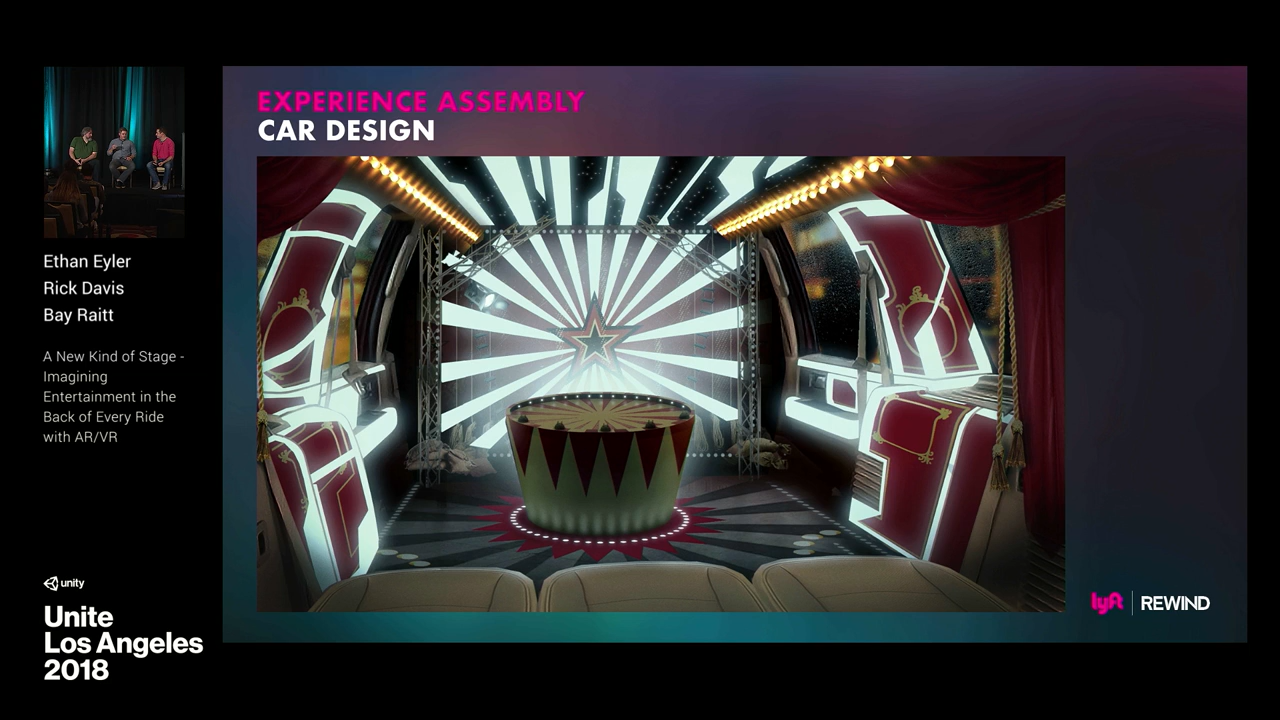 EXPERIENCE ASSEMBLY
CAR DESIGN
Ethan Eyler
Rick Davis
Bay Raitt
A New Kind of Stage -
Imagining
Entertainment in the
Back of Every Ride
with AR/VR
unity
Unite
Los Angeles
2018
lyft REWIND